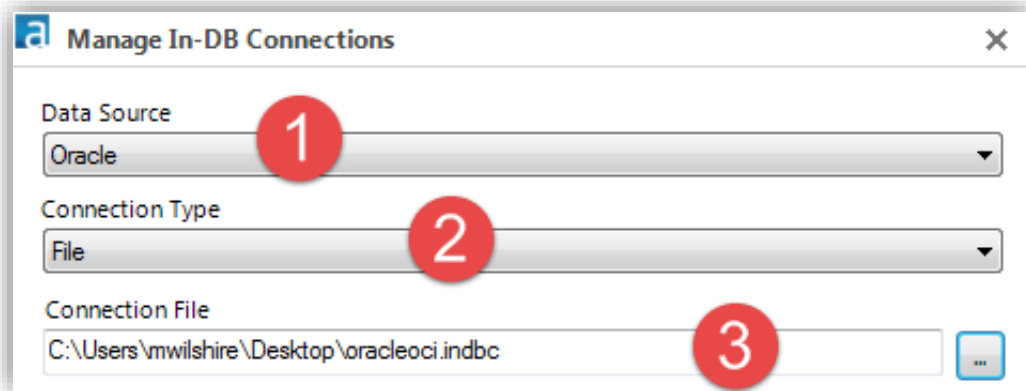 a Manage In-DB Connections
Data Source
1
Oracle
Connection Type
2
File
Connection File
3
C:\Users\mwilshire\Desktop\oracleoci.indbc
...